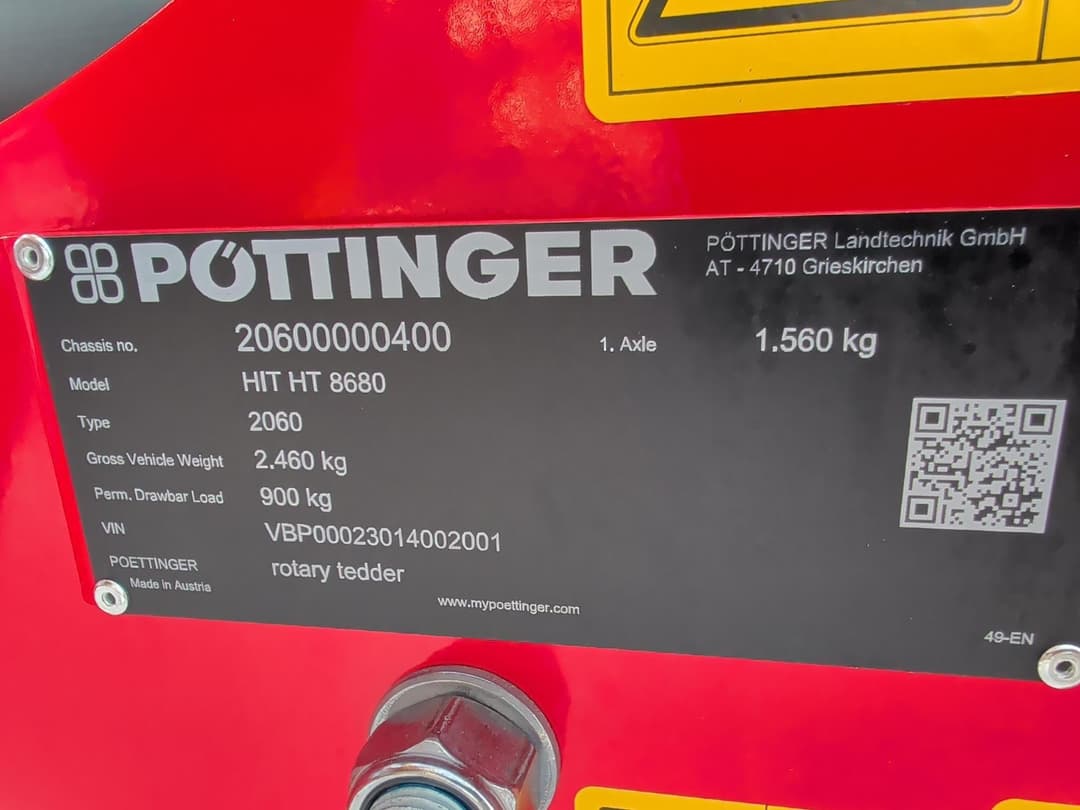 PÖTTINGER
PÖTTINGER Landtechnik GmbH
AT - 4710 Grieskirchen
Chassis no. 20600000400 1. Axle 1.560 kg
Model HIT HT 8680
Type 2060
Gross Vehicle Weight 2.460 kg
Perm. Drawbar Load 900 kg
VIN VBP00023014002001
POETTINGER rotary tedder
Made in Austria
www.mypoettinger.com
49-EN